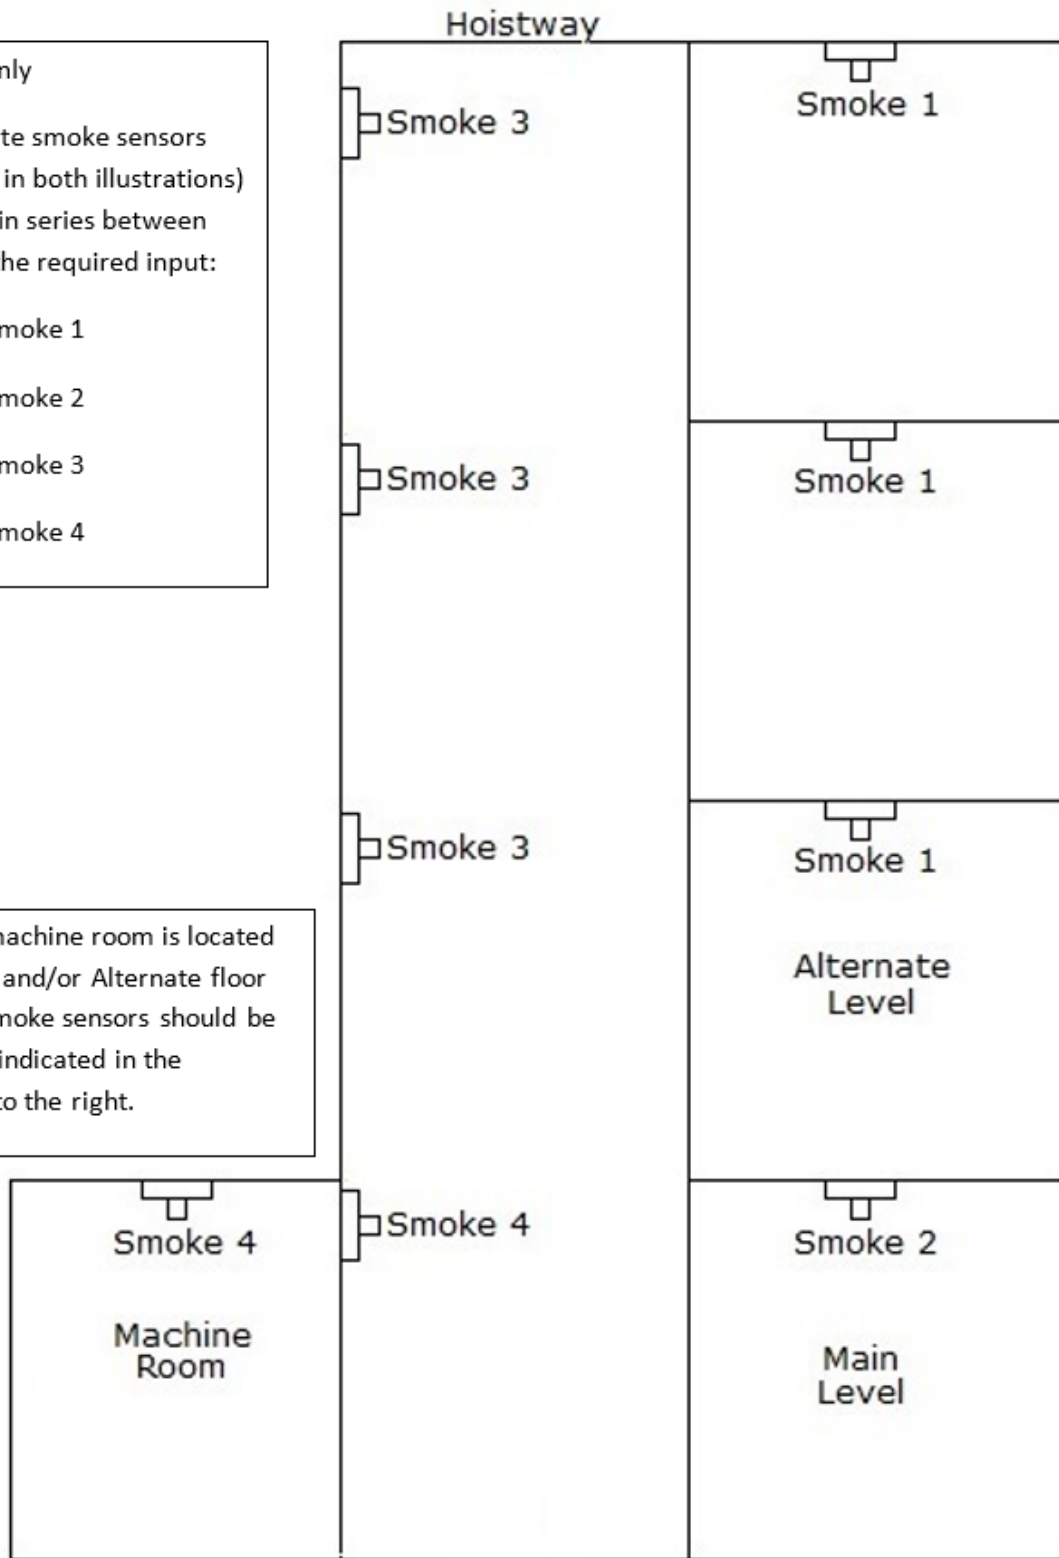 Hoistway
nly
te smoke sensors
in both illustrations)
in series between
he required input:
moke 1
moke 2
moke 3
moke 4
Smoke 3
Smoke 1
Smoke 3
Smoke 1
Smoke 3
Smoke 1
Alternate
Level
nachine room is located
and/or Alternate floor
moke sensors should be
indicated in the
to the right.
Smoke 4
Machine
Room
Smoke 4
Smoke 2
Main
Level